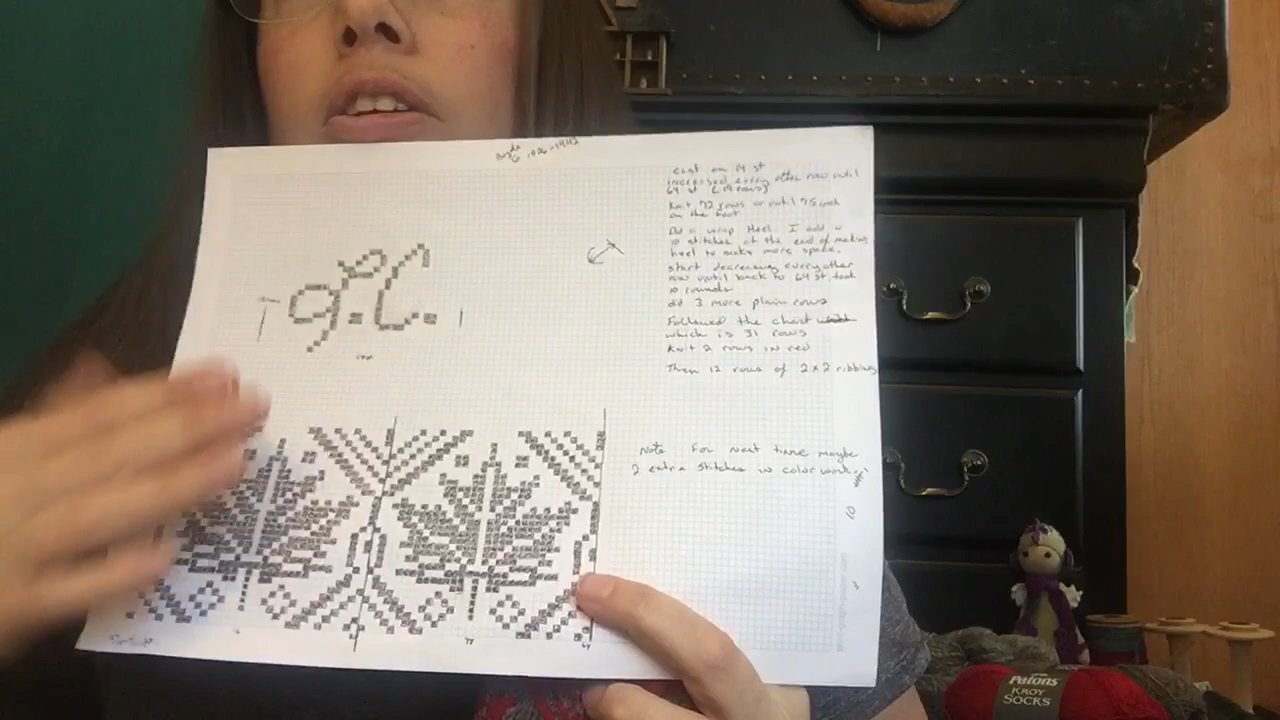 cast on 14 st
increased every other row until
64 st (19 rows)
Knit 72 rows or until 7.5 inch
on the foot
Did a wrap Heel. I add a
10 stitches at the end of making
heel to make more space.
start decreasing every other
row until back to 64 st, took
10 rounds
did 3 more plain rows
Followed the chart
which is 31 rows
Knit 2 rows in red
Then 12 rows of 2x2 ribbing
g.L.
Note For next time maybe
2 extra stitches in color work.
10
64
Patons
KROY
SOCKS